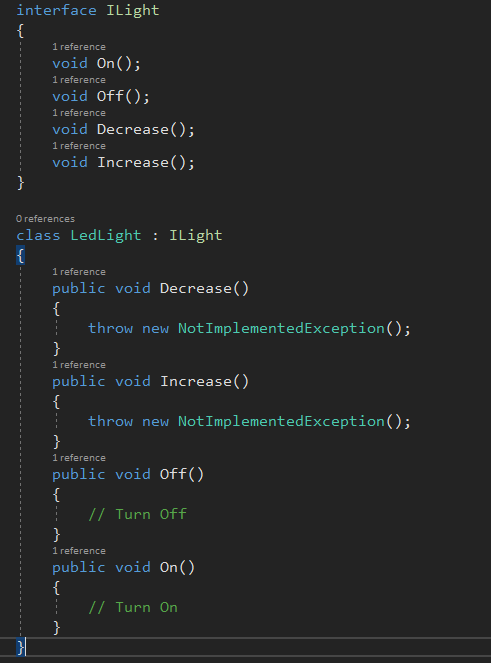 interface ILight
{
1 reference
void On();
1 reference
void Off();
1 reference
void Decrease();
1 reference
void Increase();
}
0 references
class LedLight : ILight
{
1 reference
public void Decrease()
{
throw new NotImplementedException();
}
1 reference
public void Increase()
{
throw new NotImplementedException();
}
1 reference
public void Off()
{
// Turn Off
}
1 reference
public void On()
{
// Turn On
}
}